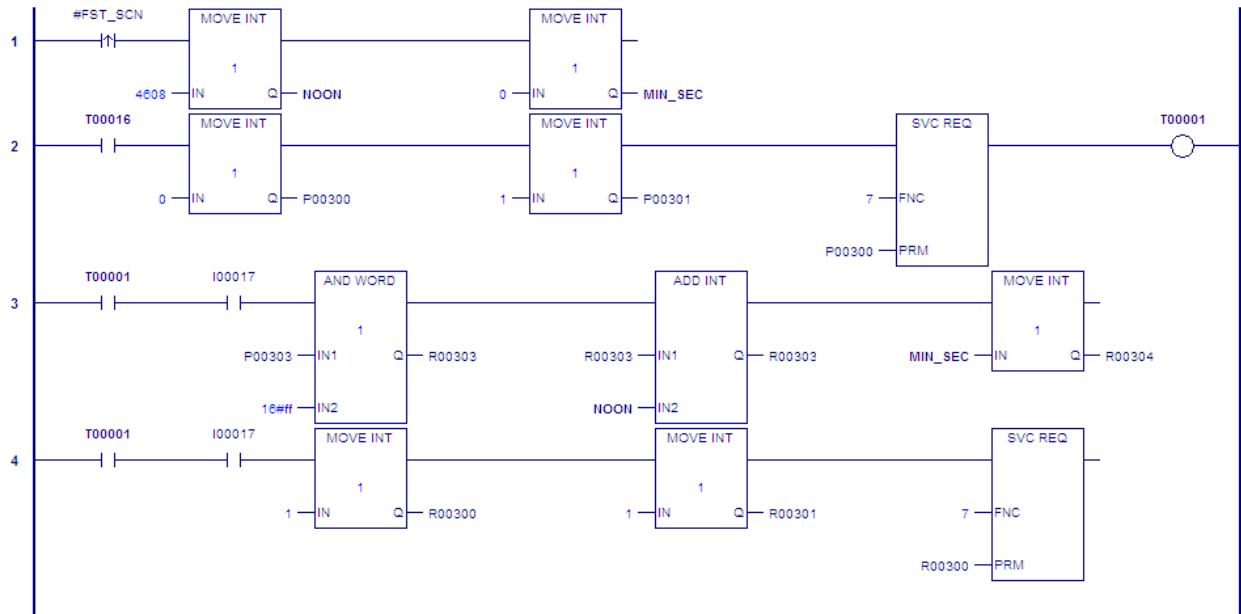 #FST_SCN MOVE INT MOVE INT
1
1 1
4608 IN Q NOON 0 IN Q MIN_SEC
T00016 MOVE INT MOVE INT SVC REQ T00001
2
1 1
0 IN Q P00300 1 IN Q P00301 7 FNC
P00300 PRM
T00001 I00017 AND WORD ADD INT MOVE INT
3
1 1
P00303 IN1 Q R00303 R00303 IN1 Q R00303 MIN_SEC IN Q R00304
16#ff IN2 NOON IN2
T00001 I00017 MOVE INT MOVE INT SVC REQ
4
1 1
1 IN Q R00300 1 IN Q R00301 7 FNC
R00300 PRM